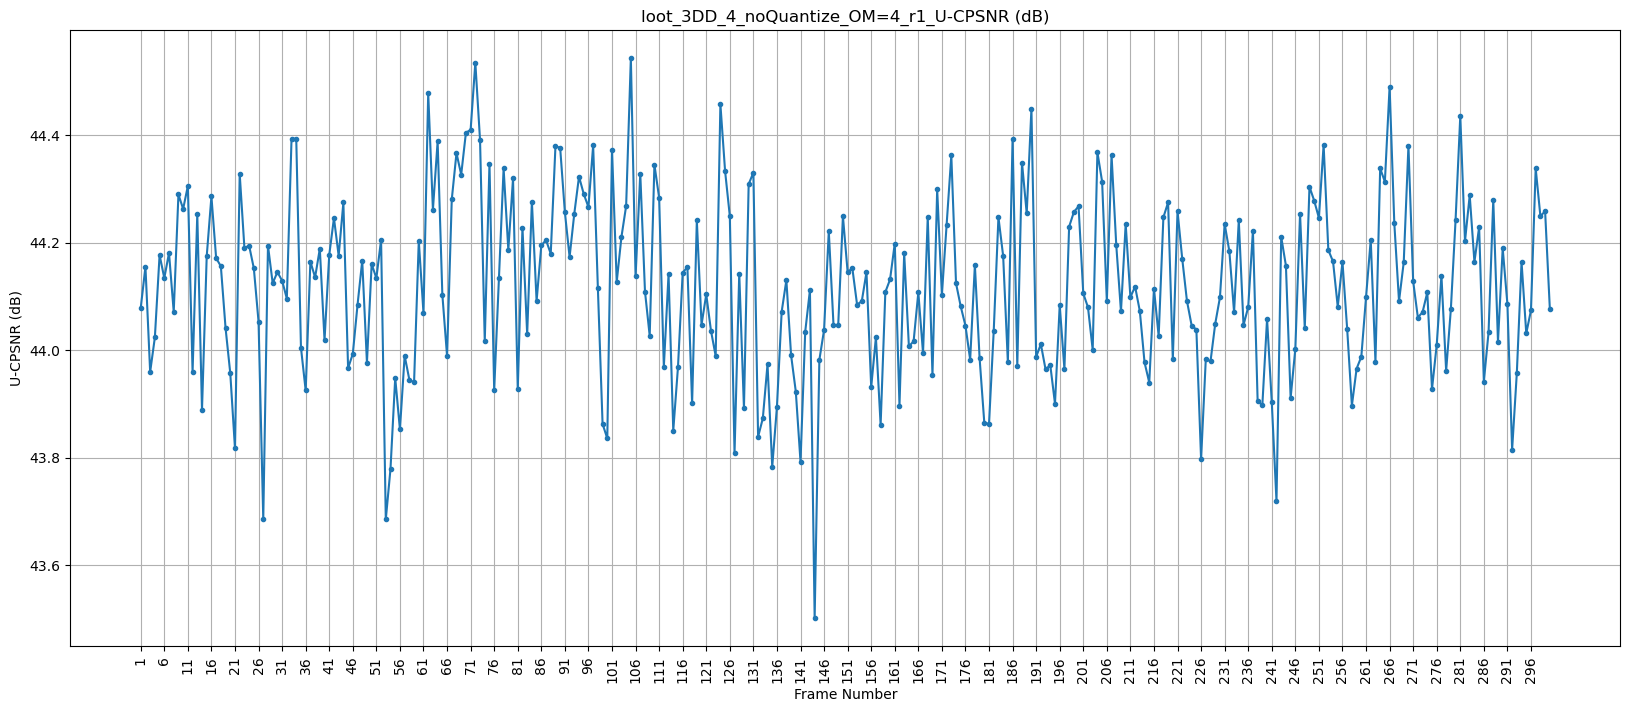 loot_3DD_4_noQuantize_OM=4_r1_U-CPSNR (dB)
U-CPSNR (dB)
44.4
44.2
44.0
43.8
43.6
1 6 11 16 21 26 31 36 41 46 51 56 61 66 71 76 81 86 91 96 101 106 111 116 121 126 131 136 141 146 151 156 161 166 171 176 181 186 191 196 201 206 211 216 221 226 231 236 241 246 251 256 261 266 271 276 281 286 291 296
Frame Number